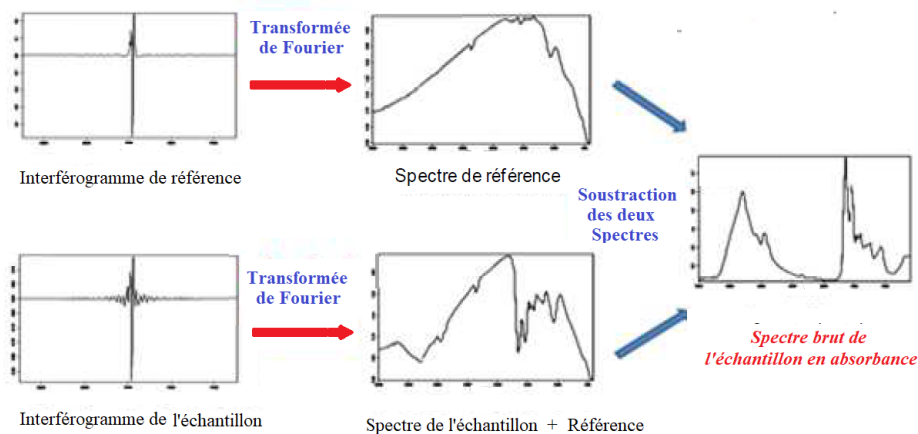 Transformée
de Fourier
Interférogramme de référence
Spectre de référence
Soustraction
des deux
Spectres
Transformée
de Fourier
Spectre brut de
l'échantillon en absorbance
Interférogramme de l'échantillon
Spectre de l'échantillon + Référence